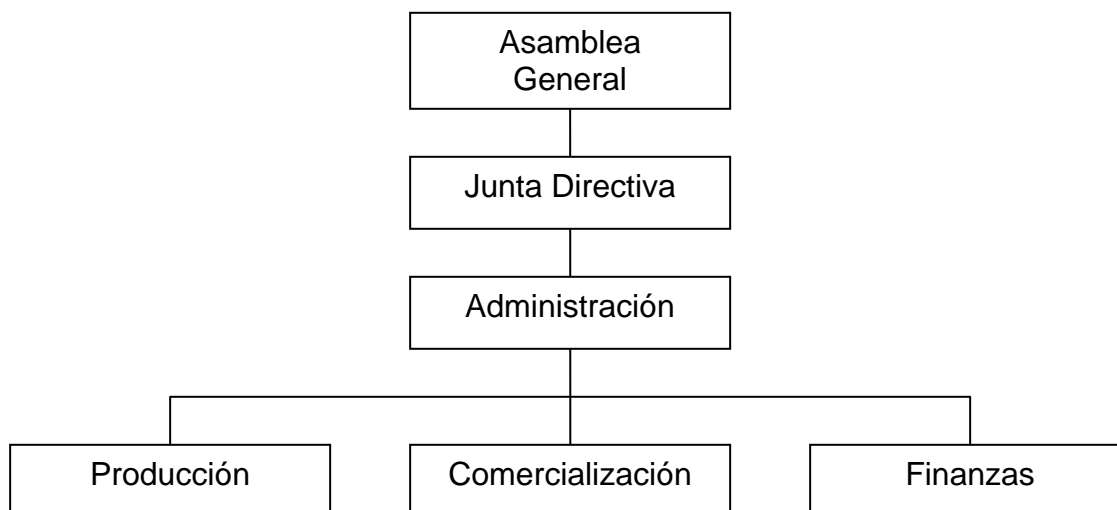 Asamblea
General
Junta Directiva
Administración
Producción
Comercialización
Finanzas